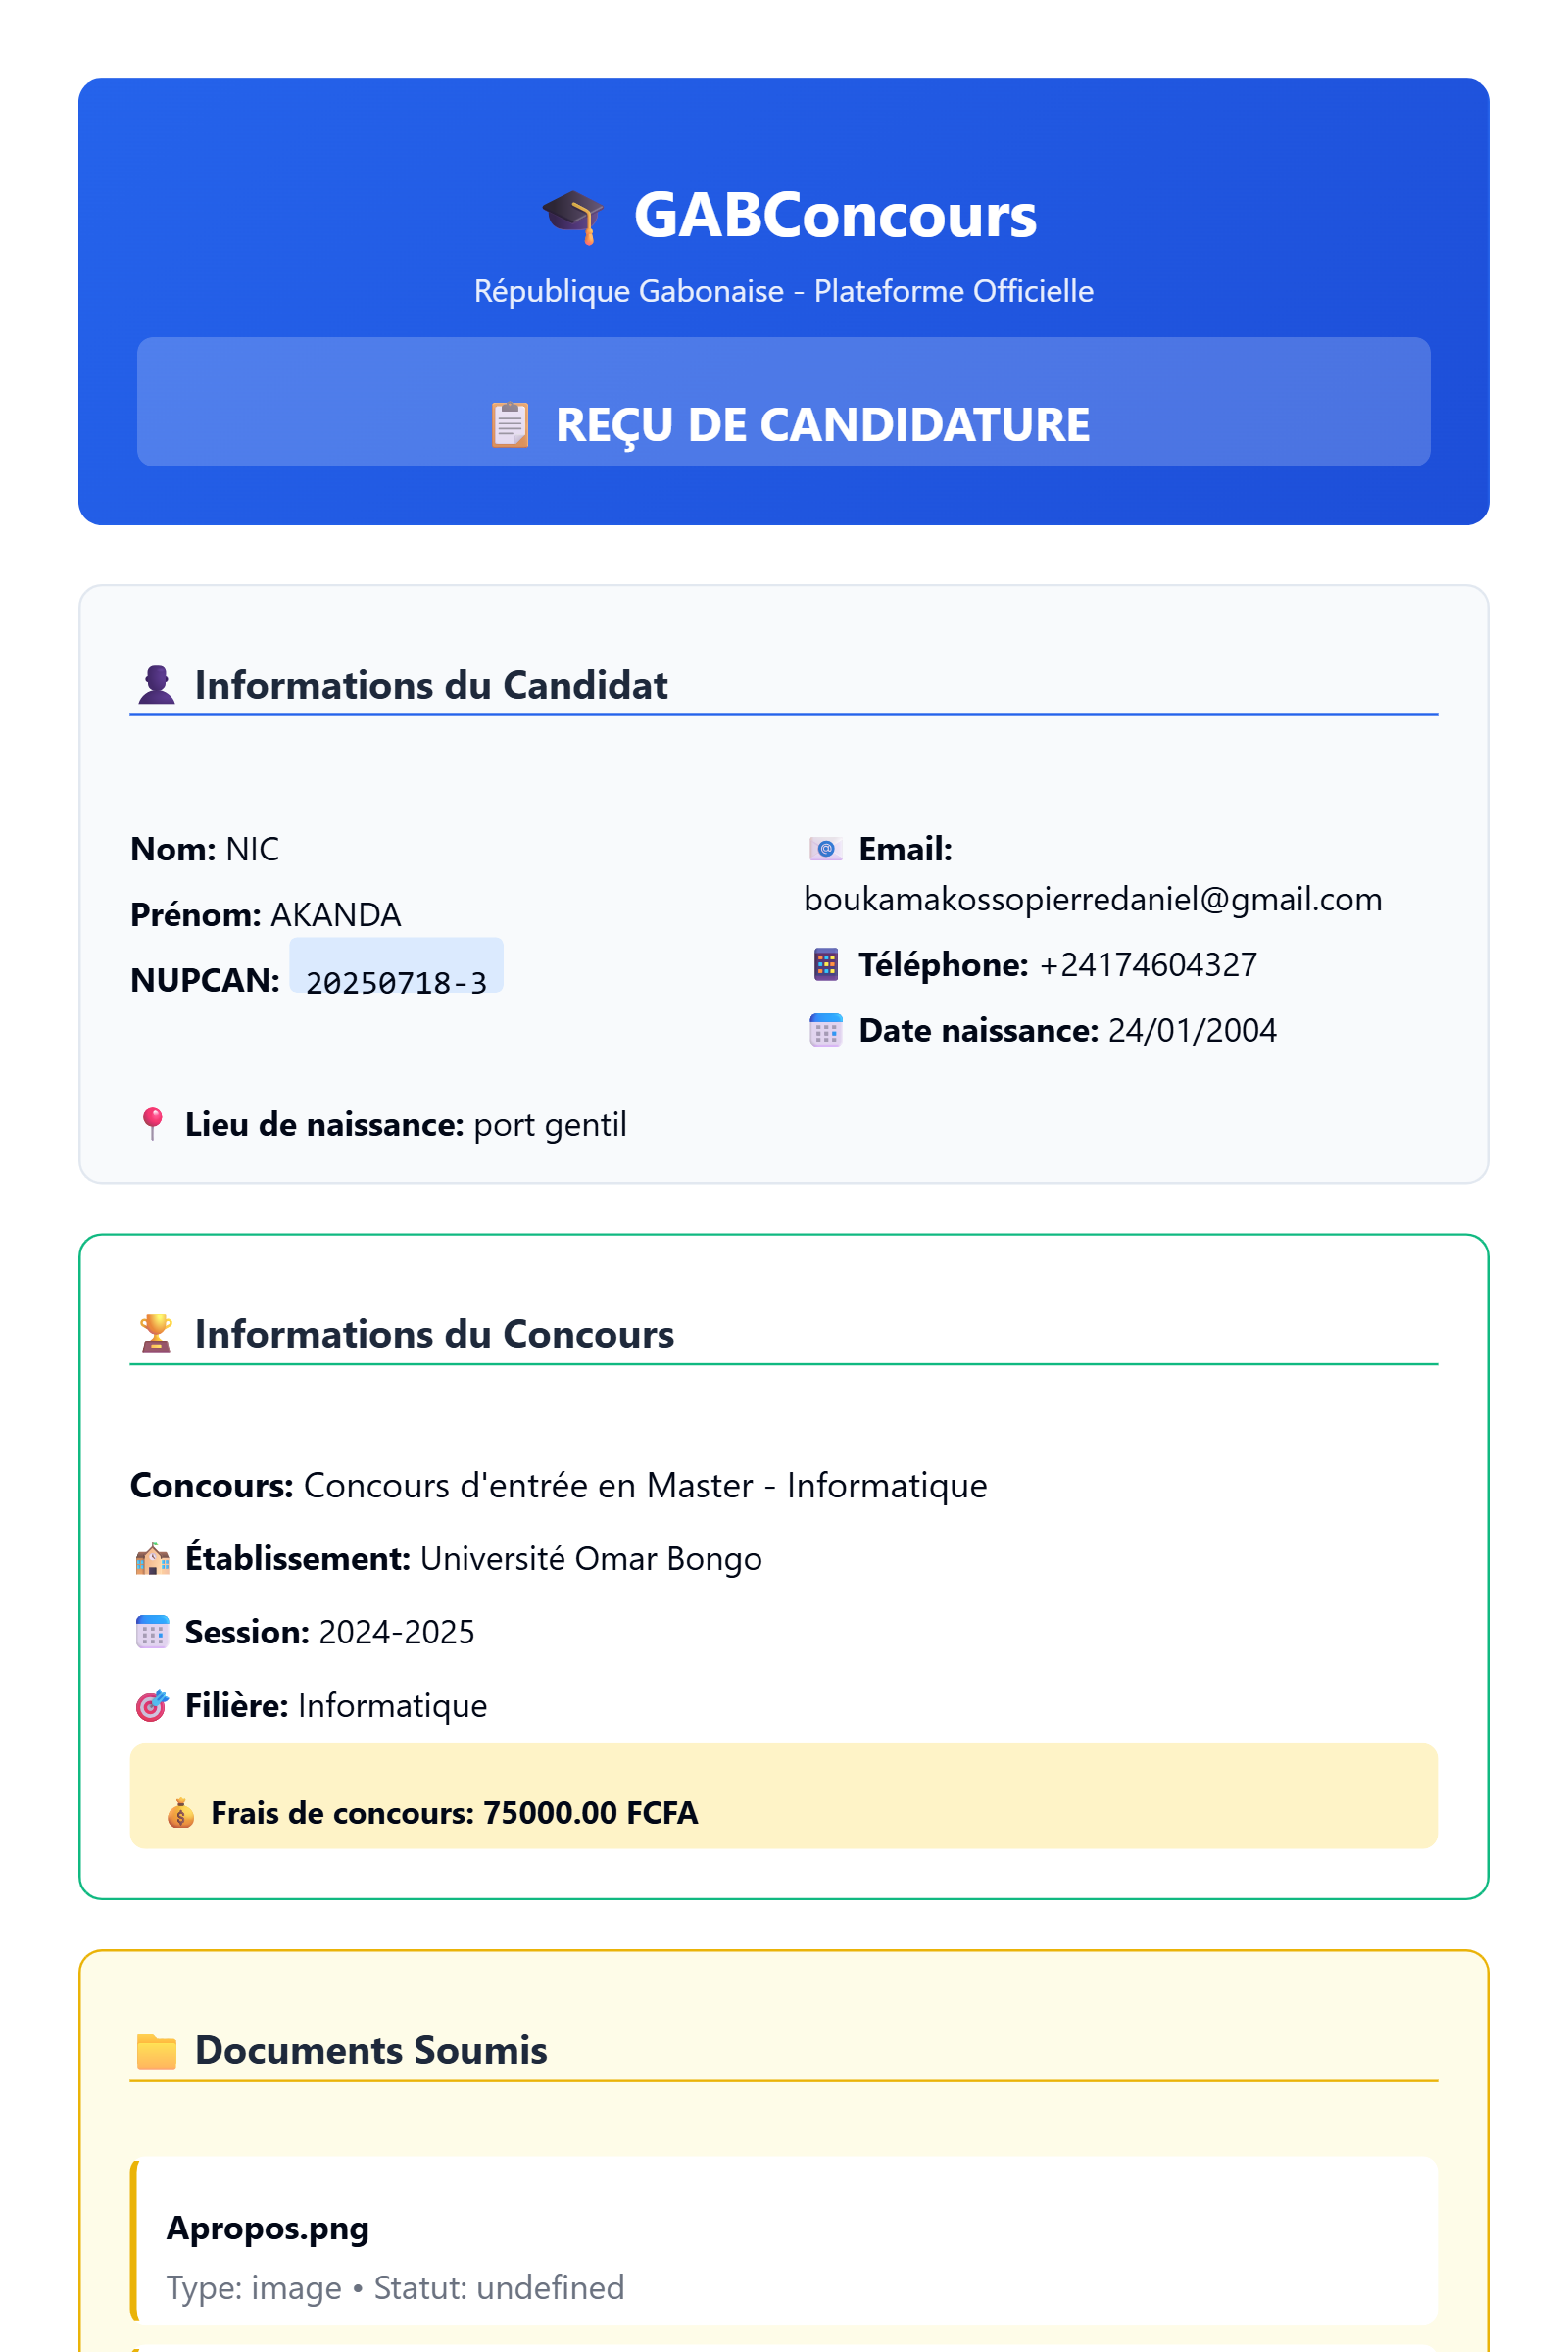 GABConcours
République Gabonaise - Plateforme Officielle
REÇU DE CANDIDATURE
Informations du Candidat
Nom: NIC
Prénom: AKANDA
NUPCAN: 20250718-3
Email:
boukamakossopierredaniel@gmail.com
Téléphone: +24174604327
Date naissance: 24/01/2004
Lieu de naissance: port gentil
Informations du Concours
Concours: Concours d'entrée en Master - Informatique
Établissement: Université Omar Bongo
Session: 2024-2025
Filière: Informatique
Frais de concours: 75000.00 FCFA
Documents Soumis
Apropos.png
Type: image • Statut: undefined